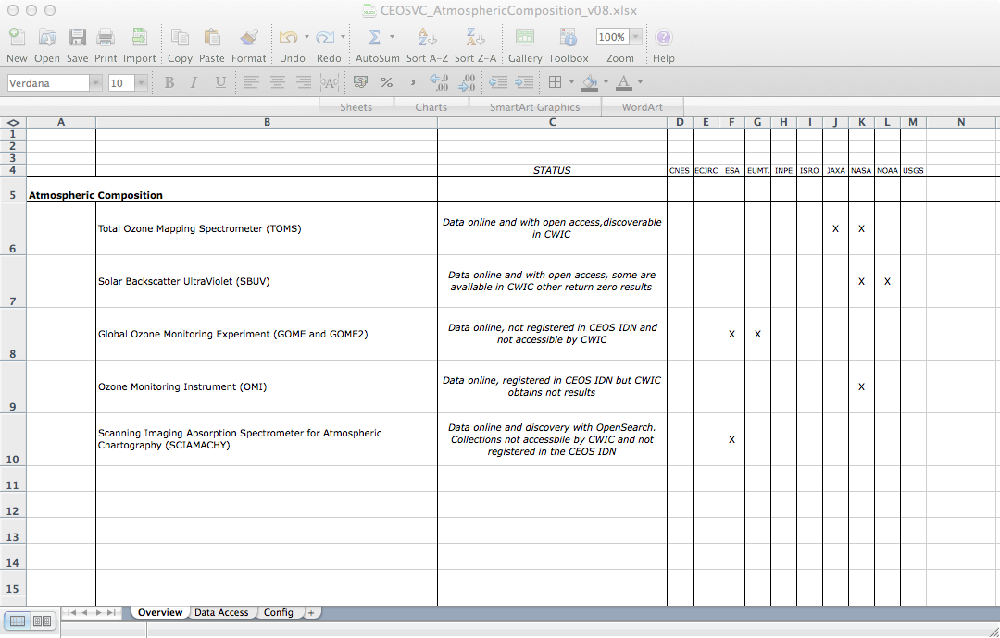 CEOSVC_AtmosphericComposition_v08.xlsx
New Open Save Print Import Copy Paste Format Undo Redo AutoSum Sort A-Z Sort Z-A Gallery Toolbox 100% Zoom Help
Verdana 10 B I U
Sheets Charts SmartArt Graphics WordArt
A B C D E F G H I J K L M N
1
2
3
4 STATUS CNES ECJRC ESA EUMT. INPE ISRO JAXA NASA NOAA USGS
5 Atmospheric Composition
Data online and with open access,discoverable
Total Ozone Mapping Spectrometer (TOMS) X X
in CWIC
6
Data online and with open access, some are
Solar Backscatter UltraViolet (SBUV) X X
available in CWIC other return zero results
7
Data online, not registered in CEOS IDN and
Global Ozone Monitoring Experiment (GOME and GOME2) X X
not accessible by CWIC
8
Data online, registered in CEOS IDN but CWIC
Ozone Monitoring Instrument (OMI) X
obtains not results
9
Data online and discovery with OpenSearch.
Scanning Imaging Absorption Spectrometer for Atmospheric
Collections not accessbile by CWIC and not X
Chartography (SCIAMACHY)
registered in the CEOS IDN
10
11
12
13
14
15
Overview Data Access Config +